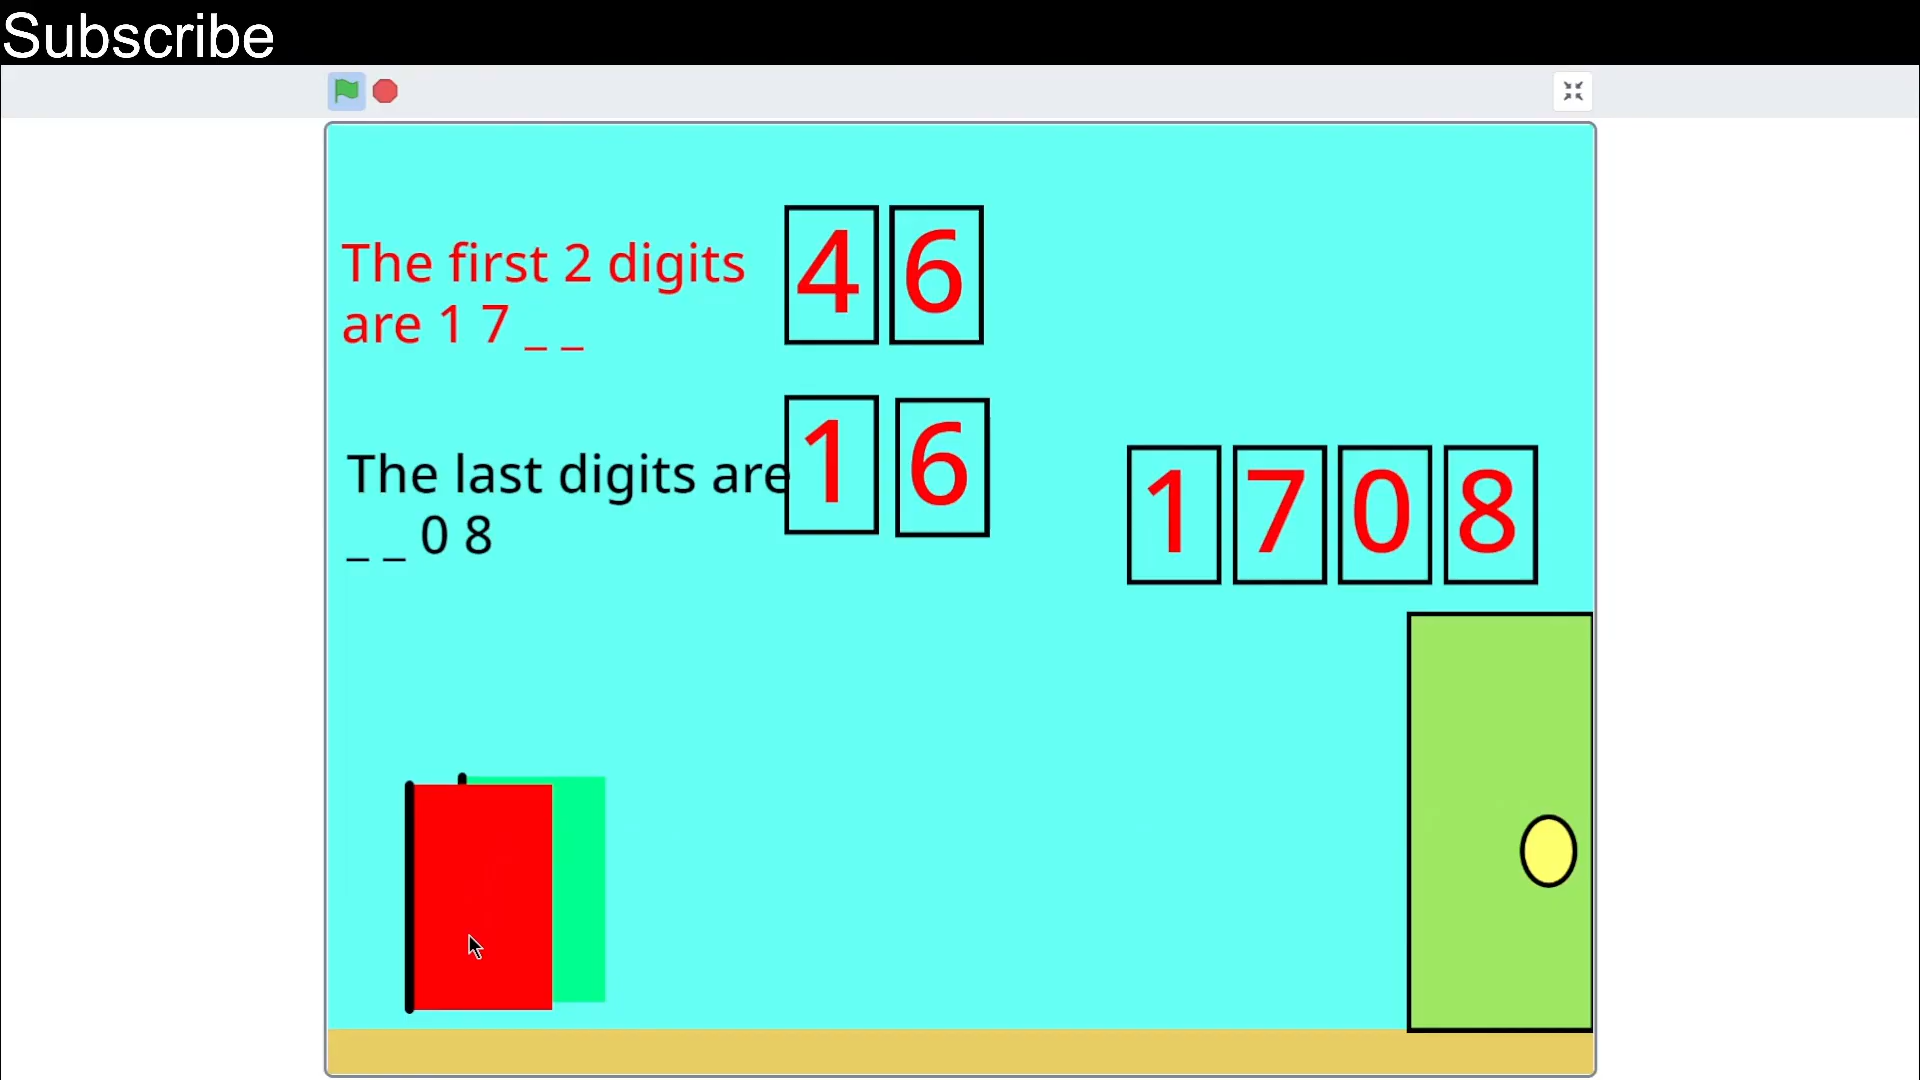 Subscribe
The first 2 digits
are 1 7 _ _
4 6
The last digits are
_ _ 0 8
1 6
1 7 0 8